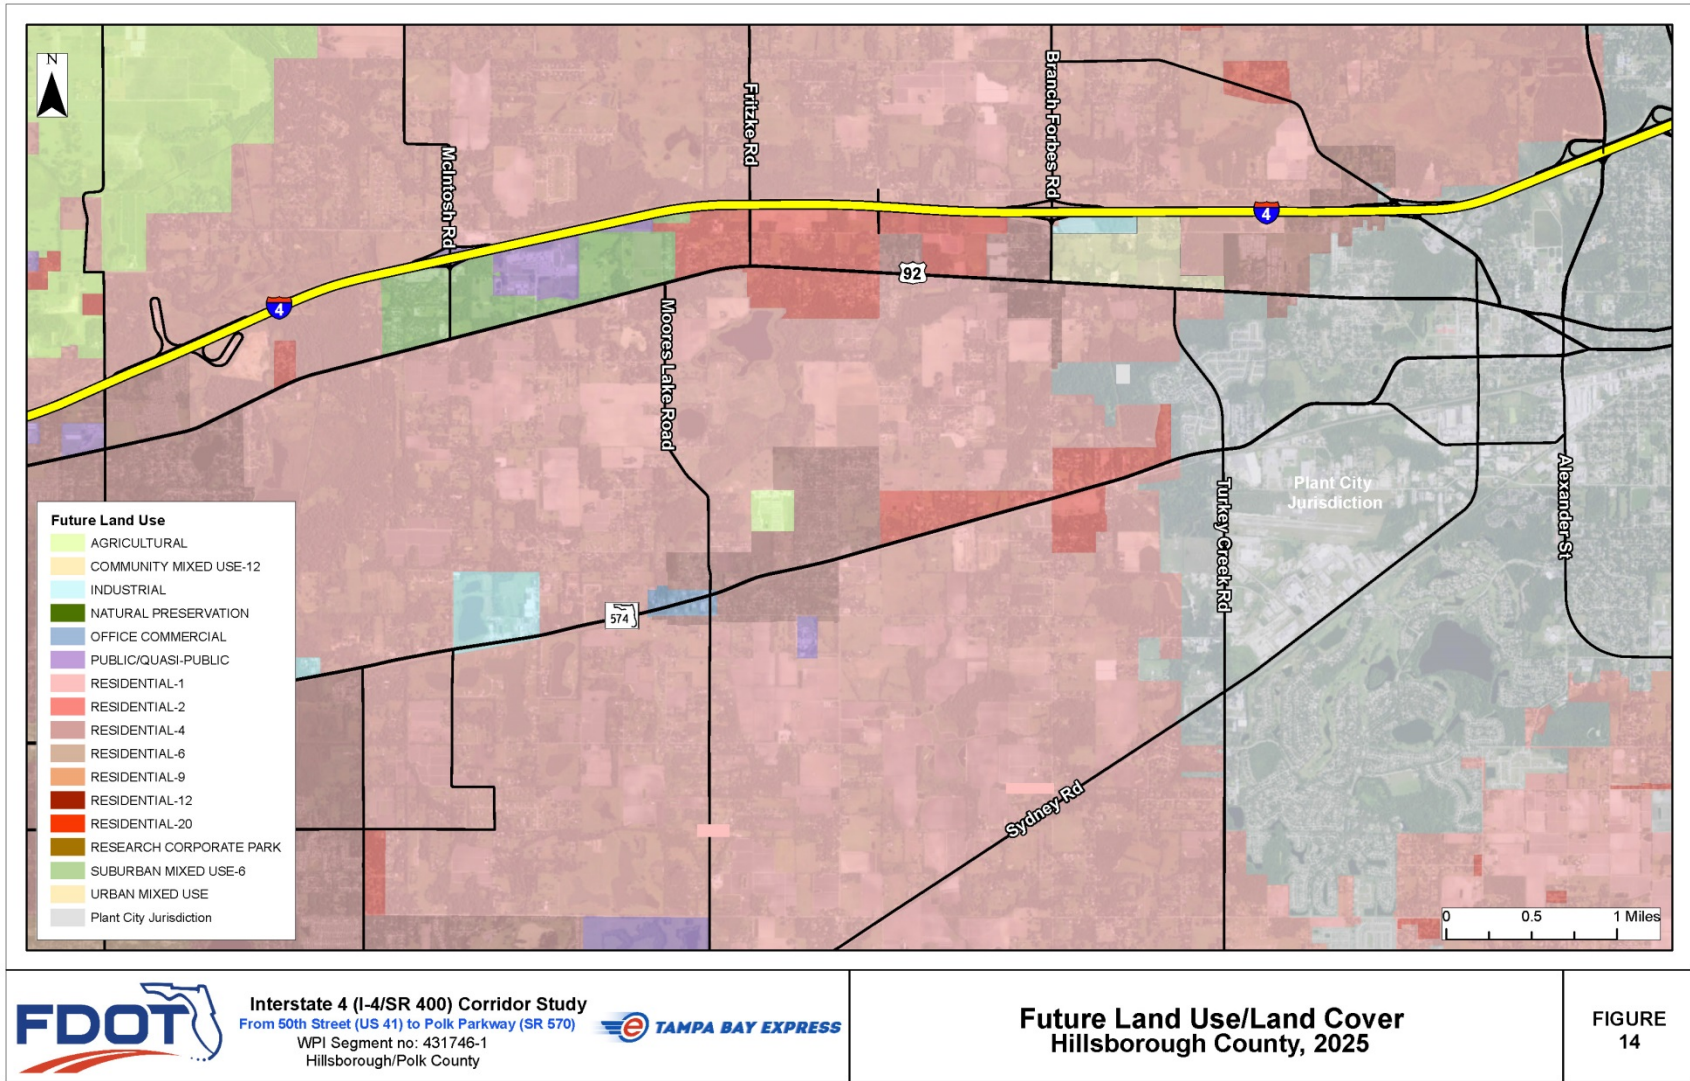 N
McIntosh Rd
Fritzke Rd
Branch Forbes Rd
4
4
92
Moores Lake Road
574
Turkey Creek Rd
Plant City
Jurisdiction
Alexander St
Sydney Rd
Future Land Use
AGRICULTURAL
COMMUNITY MIXED USE-12
INDUSTRIAL
NATURAL PRESERVATION
OFFICE COMMERCIAL
PUBLIC/QUASI-PUBLIC
RESIDENTIAL-1
RESIDENTIAL-2
RESIDENTIAL-4
RESIDENTIAL-6
RESIDENTIAL-9
RESIDENTIAL-12
RESIDENTIAL-20
RESEARCH CORPORATE PARK
SUBURBAN MIXED USE-6
URBAN MIXED USE
Plant City Jurisdiction
0 0.5 1 Miles
FDOT
Interstate 4 (I-4/SR 400) Corridor Study
From 50th Street (US 41) to Polk Parkway (SR 570)
WPI Segment no: 431746-1
Hillsborough/Polk County
e TAMPA BAY EXPRESS
Future Land Use/Land Cover
Hillsborough County, 2025
FIGURE
14